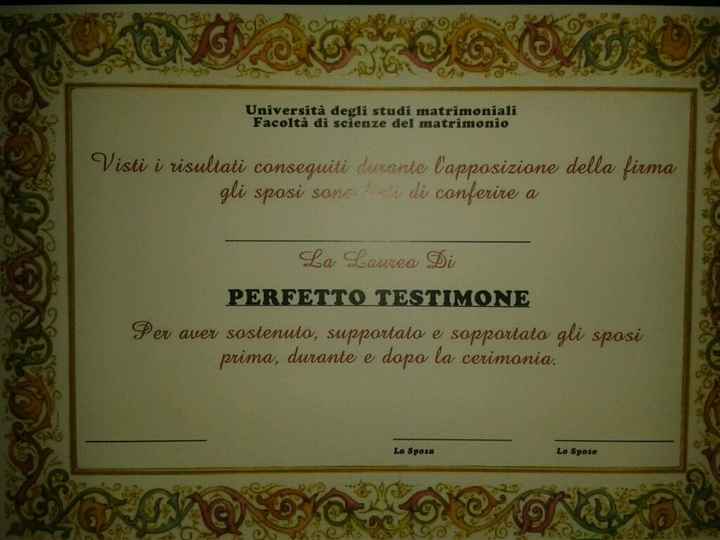 Università degli studi matrimoniali
Facoltà di scienze del matrimonio
Visti i risultati conseguiti durante l'apposizione della firma
gli sposi sono lieti di conferire a
La Laurea Di
PERFETTO TESTIMONE
Per aver sostenuto, supportato e sopportato gli sposi
prima, durante e dopo la cerimonia.
La Sposa Lo Sposo